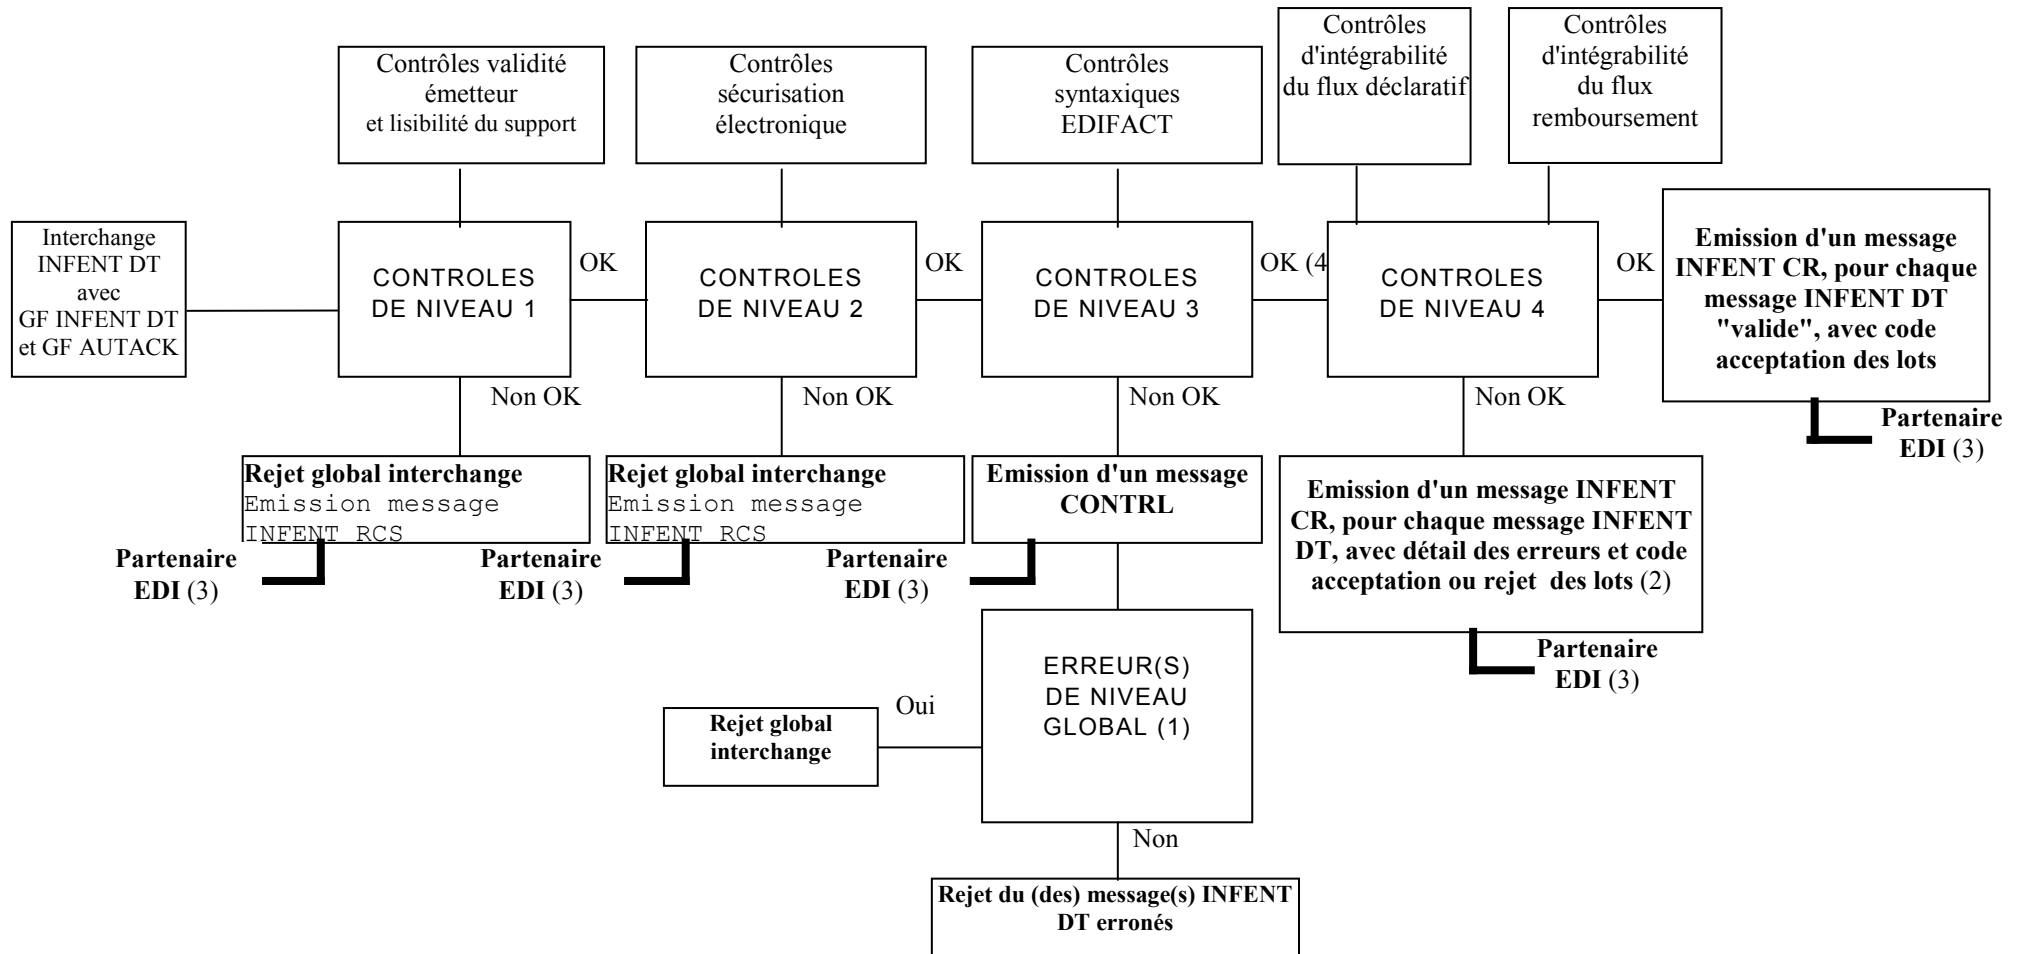 Contrôles validité
émetteur
et lisibilité du support
Contrôles
sécurisation
électronique
Contrôles
syntaxiques
EDIFACT
Contrôles
d'intégrabilité
du flux déclaratif
Contrôles
d'intégrabilité
du flux
remboursement
Interchange
INFENT DT
avec
GF INFENT DT
et GF AUTACK
CONTROLES
DE NIVEAU 1
OK
CONTROLES
DE NIVEAU 2
OK
CONTROLES
DE NIVEAU 3
OK (4
CONTROLES
DE NIVEAU 4
OK
Emission d'un message
INFENT CR, pour chaque
message INFENT DT
"valide", avec code
acceptation des lots
Partenaire
EDI (3)
Non OK
Non OK
Non OK
Non OK
Rejet global interchange
Emission message
INFENT RCS
Partenaire
EDI (3)
Rejet global interchange
Emission message
INFENT RCS
Partenaire
EDI (3)
Emission d'un message
CONTRL
Partenaire
EDI (3)
Emission d'un message INFENT
CR, pour chaque message INFENT
DT, avec détail des erreurs et code
acceptation ou rejet des lots (2)
Partenaire
EDI (3)
ERREUR(S)
DE NIVEAU
GLOBAL (1)
Oui
Rejet global
interchange
Non
Rejet du (des) message(s) INFENT
DT erronés